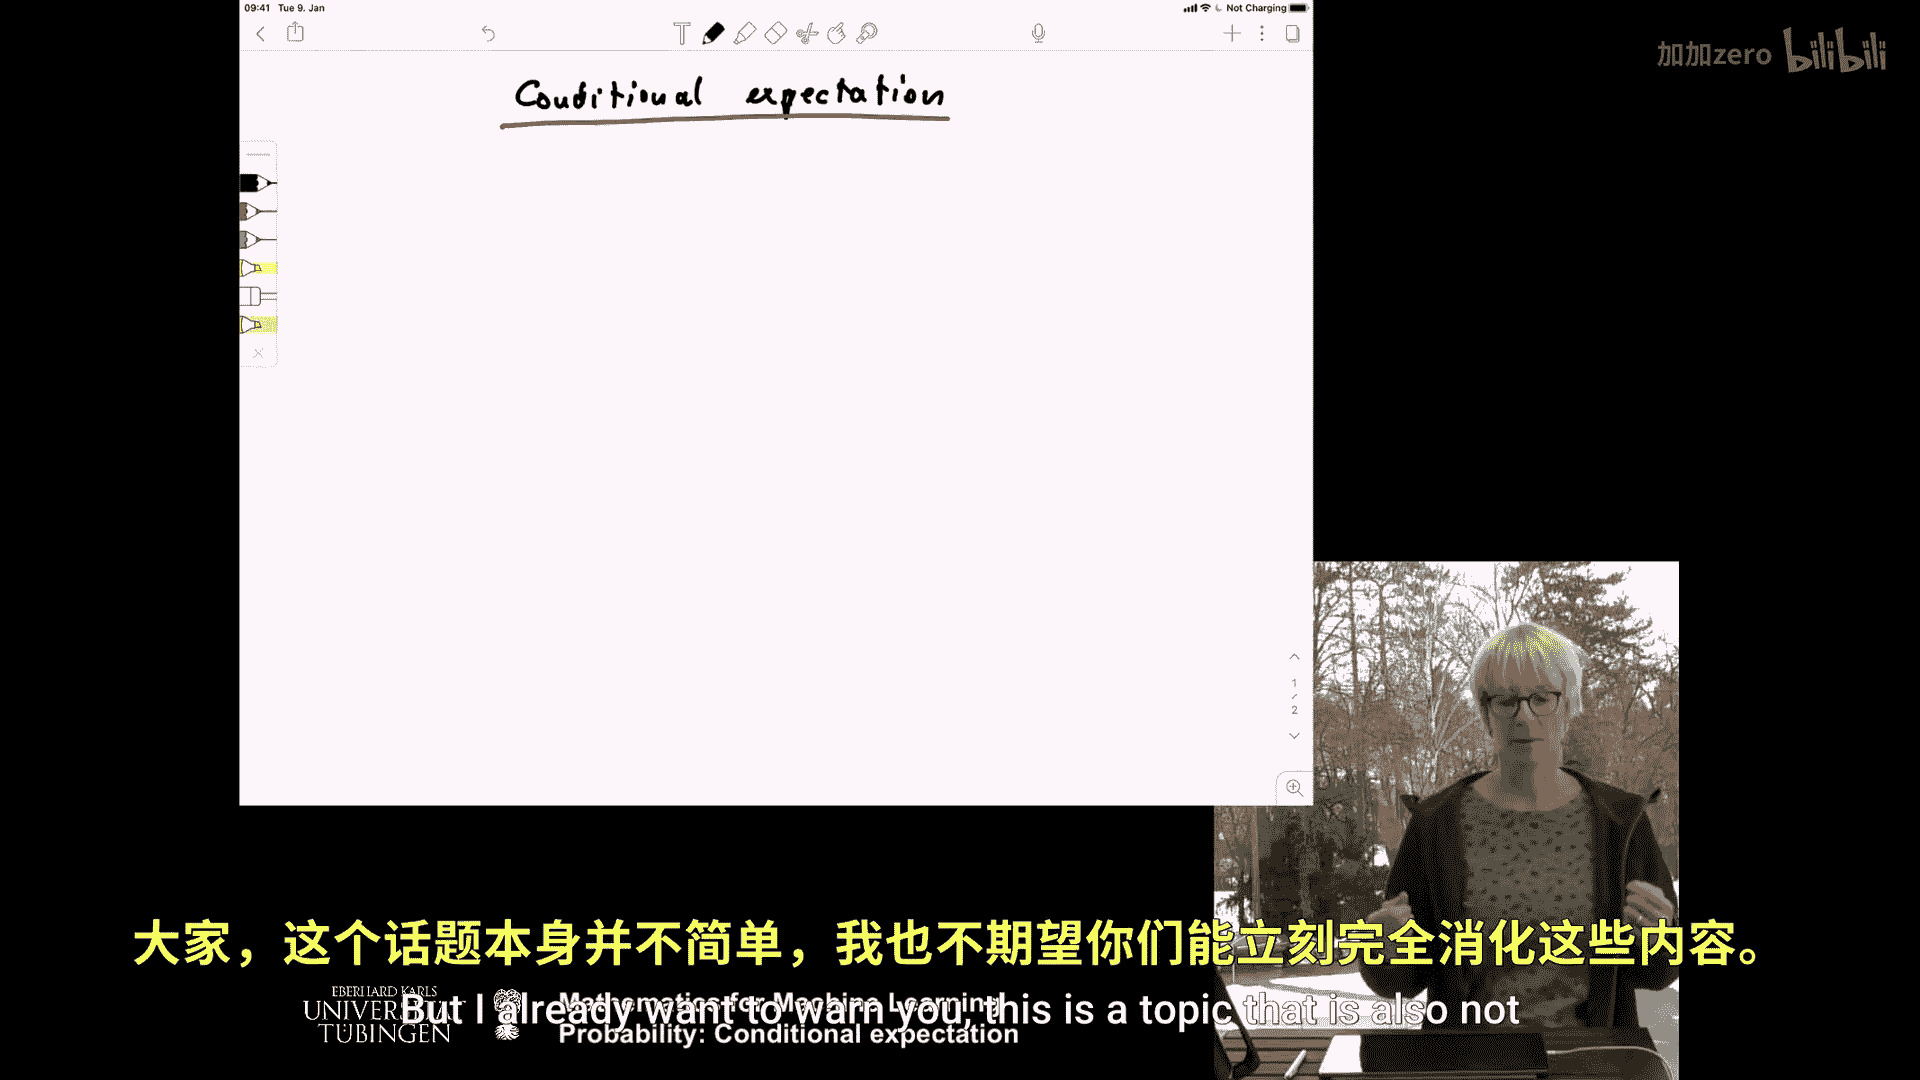 09:41 Tue 9. Jan
Not Charging
加加zero bilibili
Conditional expectation
1
2
大家，这个话题本身并不简单，我也不期望你们能立刻完全消化这些内容。
But I already want to warn you, this is a topic that is also not
EBERHARD KARLS
UNIVERSITÄT
TÜBINGEN
Mathematics for Machine Learning
Probability: Conditional expectation